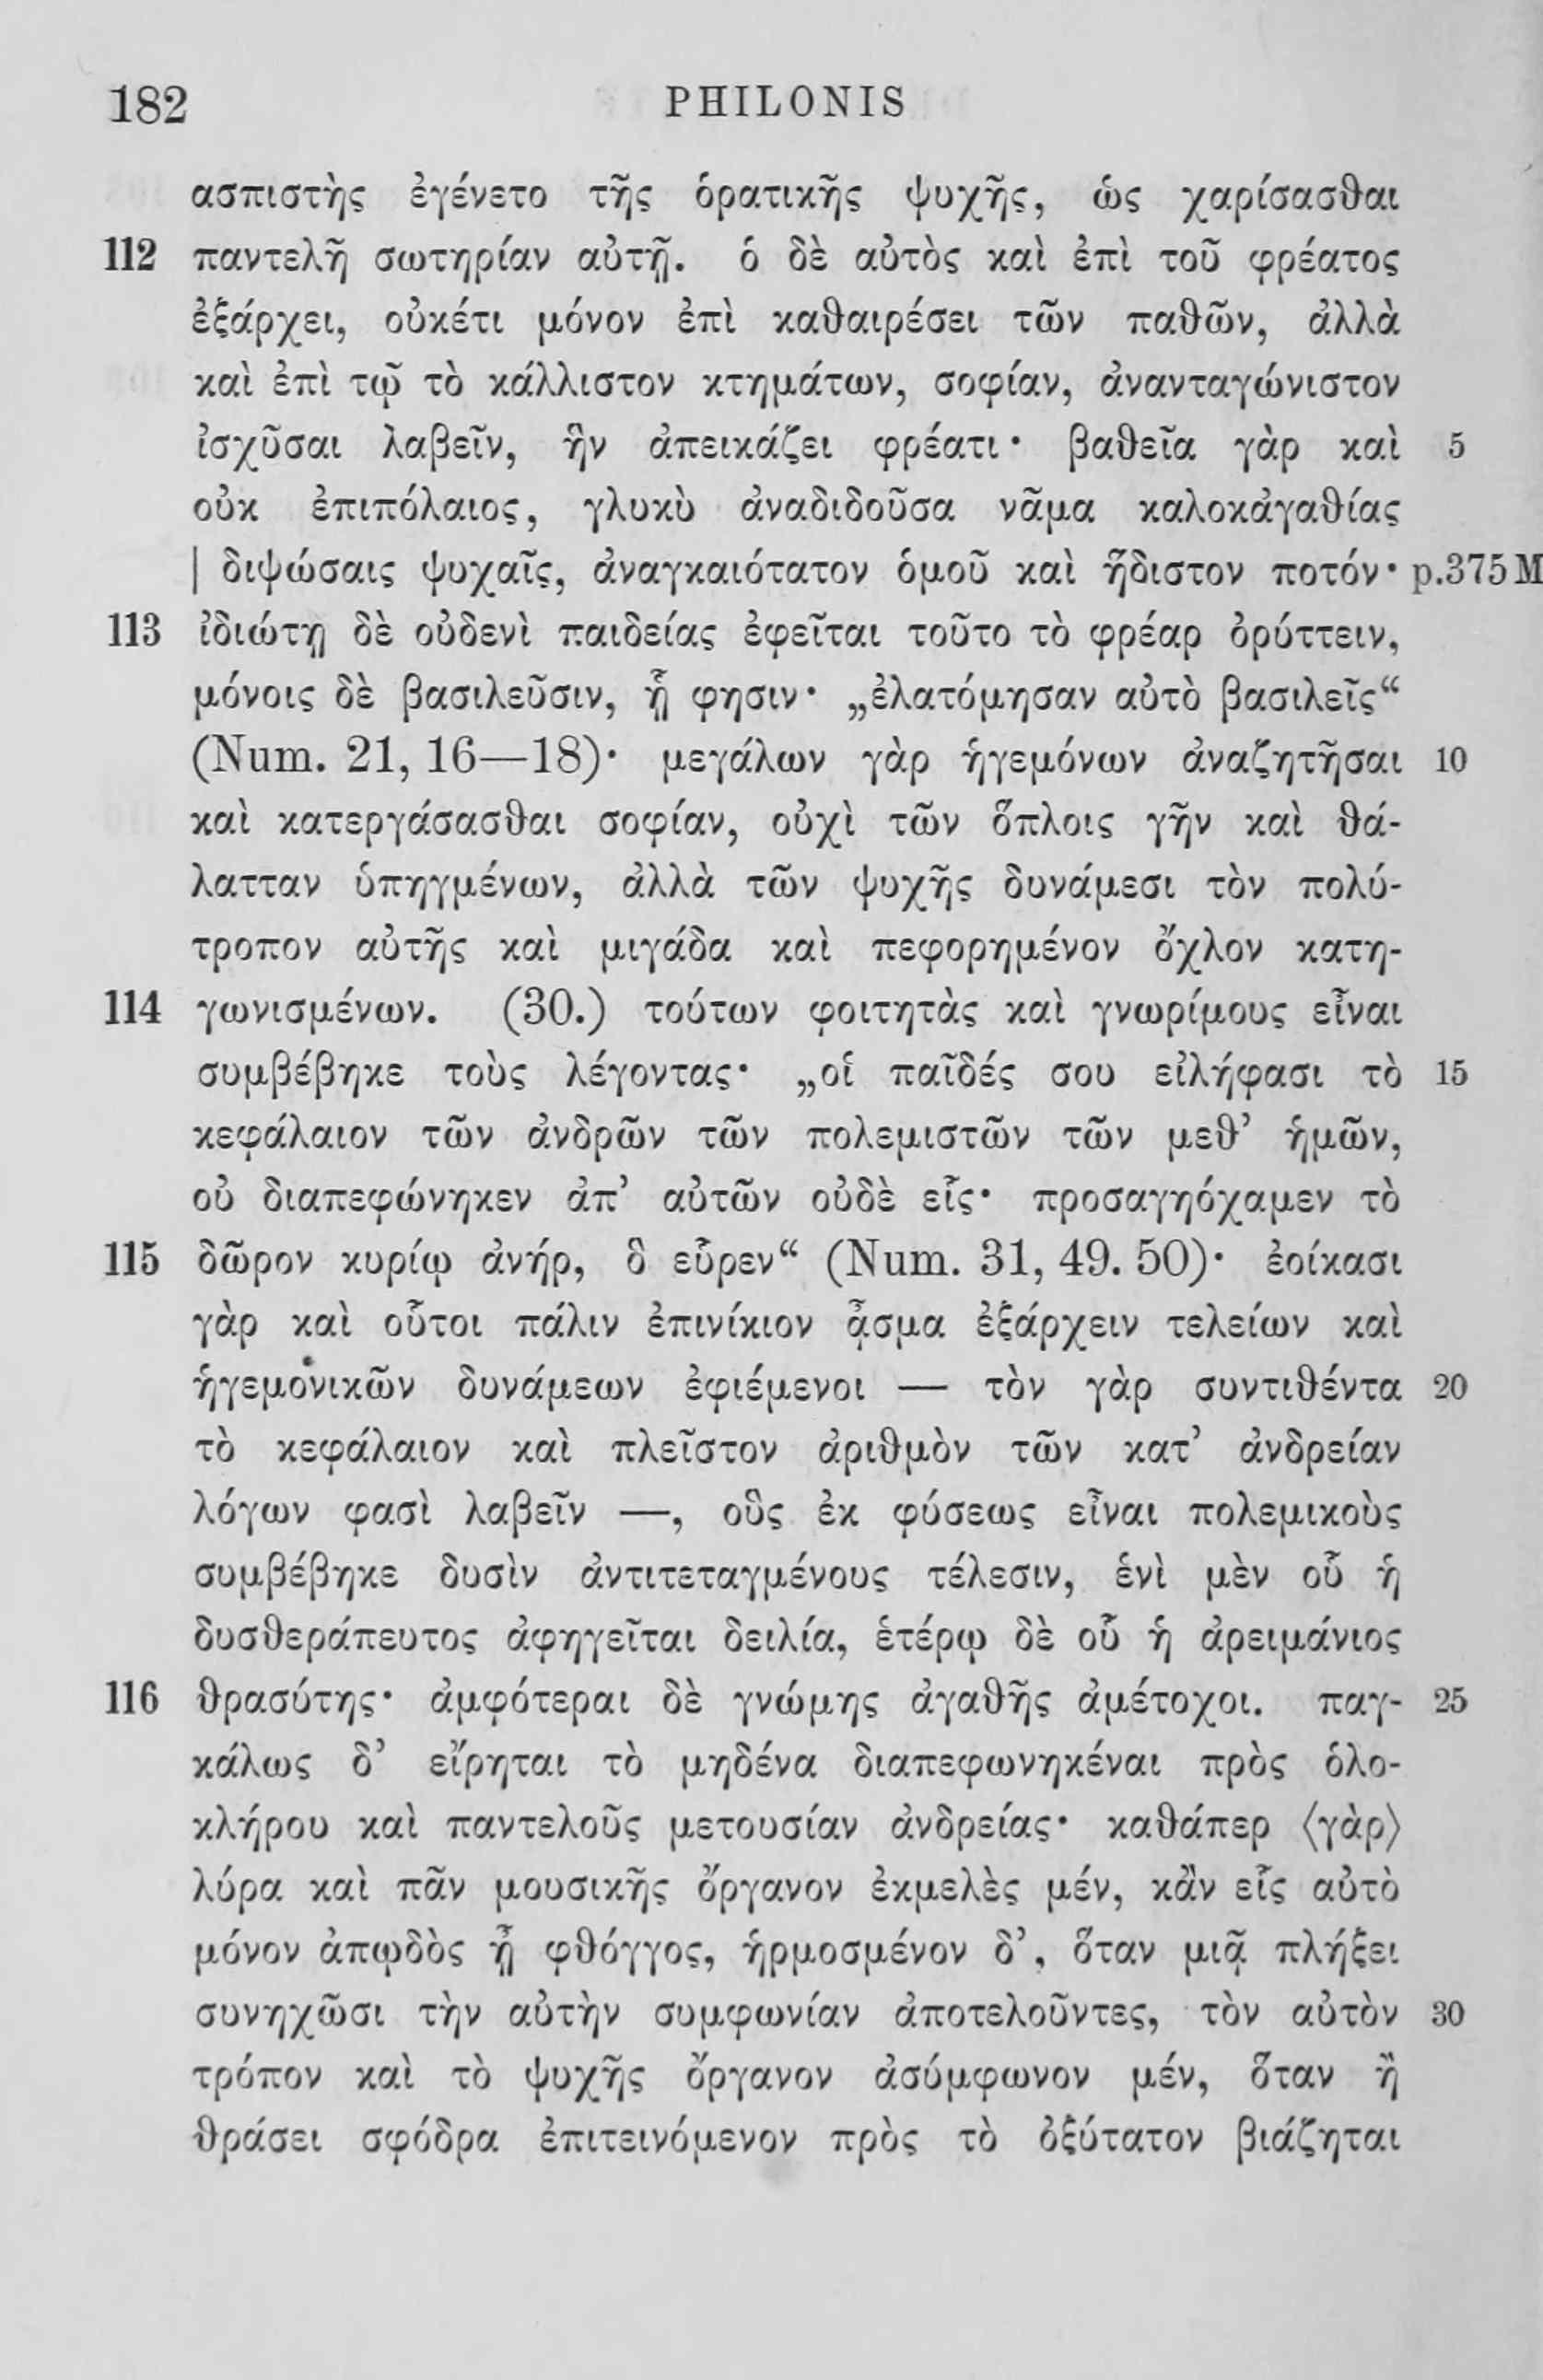 182 PHILONIS
ασπιστὴς ἐγένετο τῆς ὁρατικῆς ψυχῆς, ὡς χαρίσασθαι
112 παντελῆ σωτηρίαν αὐτῇ. ὁ δὲ αὐτὸς καὶ ἐπὶ τοῦ φρέατος
ἐξάρχει, οὐκέτι μόνον ἐπὶ καθαιρέσει τῶν παθῶν, ἀλλὰ
καὶ ἐπὶ τῷ τὸ κάλλιστον κτημάτων, σοφίαν, ἀνανταγώνιστον
ἰσχῦσαι λαβεῖν, ἣν ἀπεικάζει φρέατι· βαθεῖα γὰρ καὶ 5
οὐκ ἐπιπόλαιος, γλυκὺ ἀναδιδοῦσα νᾶμα καλοκἀγαθίας
| διψώσαις ψυχαῖς, ἀναγκαιότατον ὁμοῦ καὶ ἥδιστον ποτόν· p.375 M
113 ἰδιώτῃ δὲ οὐδενὶ παιδείας ἐφεῖται τοῦτο τὸ φρέαρ ὀρύττειν,
μόνοις δὲ βασιλεῦσιν, ᾗ φησιν· „ἐλατόμησαν αὐτὸ βασιλεῖς“
(Num. 21, 16—18)· μεγάλων γὰρ ἡγεμόνων ἀναζητῆσαι 10
καὶ κατεργάσασθαι σοφίαν, οὐχὶ τῶν ὅπλοις γῆν καὶ θά-
λατταν ὑπηγμένων, ἀλλὰ τῶν ψυχῆς δυνάμεσι τὸν πολύ-
τροπον αὐτῆς καὶ μιγάδα καὶ πεφορημένον ὄχλον κατη-
114 γωνισμένων. (30.) τούτων φοιτητὰς καὶ γνωρίμους εἶναι
συμβέβηκε τοὺς λέγοντας· „οἱ παῖδές σου εἰλήφασι τὸ 15
κεφάλαιον τῶν ἀνδρῶν τῶν πολεμιστῶν τῶν μεθ’ ἡμῶν,
οὐ διαπεφώνηκεν ἀπ’ αὐτῶν οὐδὲ εἷς· προσαγηόχαμεν τὸ
115 δῶρον κυρίῳ ἀνήρ, ὃ εὗρεν“ (Num. 31, 49. 50)· ἐοίκασι
γὰρ καὶ οὗτοι πάλιν ἐπινίκιον ᾆσμα ἐξάρχειν τελείων καὶ
ἡγεμονικῶν δυνάμεων ἐφιέμενοι — τὸν γὰρ συντιθέντα 20
τὸ κεφάλαιον καὶ πλεῖστον ἀριθμὸν τῶν κατ’ ἀνδρείαν
λόγων φασὶ λαβεῖν —, οὓς ἐκ φύσεως εἶναι πολεμικοὺς
συμβέβηκε δυσὶν ἀντιτεταγμένους τέλεσιν, ἑνὶ μὲν οὗ ἡ
δυσθεράπευτος ἀφηγεῖται δειλία, ἑτέρῳ δὲ οὗ ἡ ἀρειμάνιος
116 θρασύτης· ἀμφότεραι δὲ γνώμης ἀγαθῆς ἀμέτοχοι. παγ- 25
κάλως δ’ εἴρηται τὸ μηδένα διαπεφωνηκέναι πρὸς ὁλο-
κλήρου καὶ παντελοῦς μετουσίαν ἀνδρείας· καθάπερ ⟨γὰρ⟩
λύρα καὶ πᾶν μουσικῆς ὄργανον ἐκμελὲς μέν, κἂν εἷς αὐτὸ
μόνον ἀπῳδὸς ᾖ φθόγγος, ἡρμοσμένον δ’, ὅταν μιᾷ πλήξει
συνηχῶσι τὴν αὐτὴν συμφωνίαν ἀποτελοῦντες, τὸν αὐτὸν 30
τρόπον καὶ τὸ ψυχῆς ὄργανον ἀσύμφωνον μέν, ὅταν ἢ
θράσει σφόδρα ἐπιτεινόμενον πρὸς τὸ ὀξύτατον βιάζηται